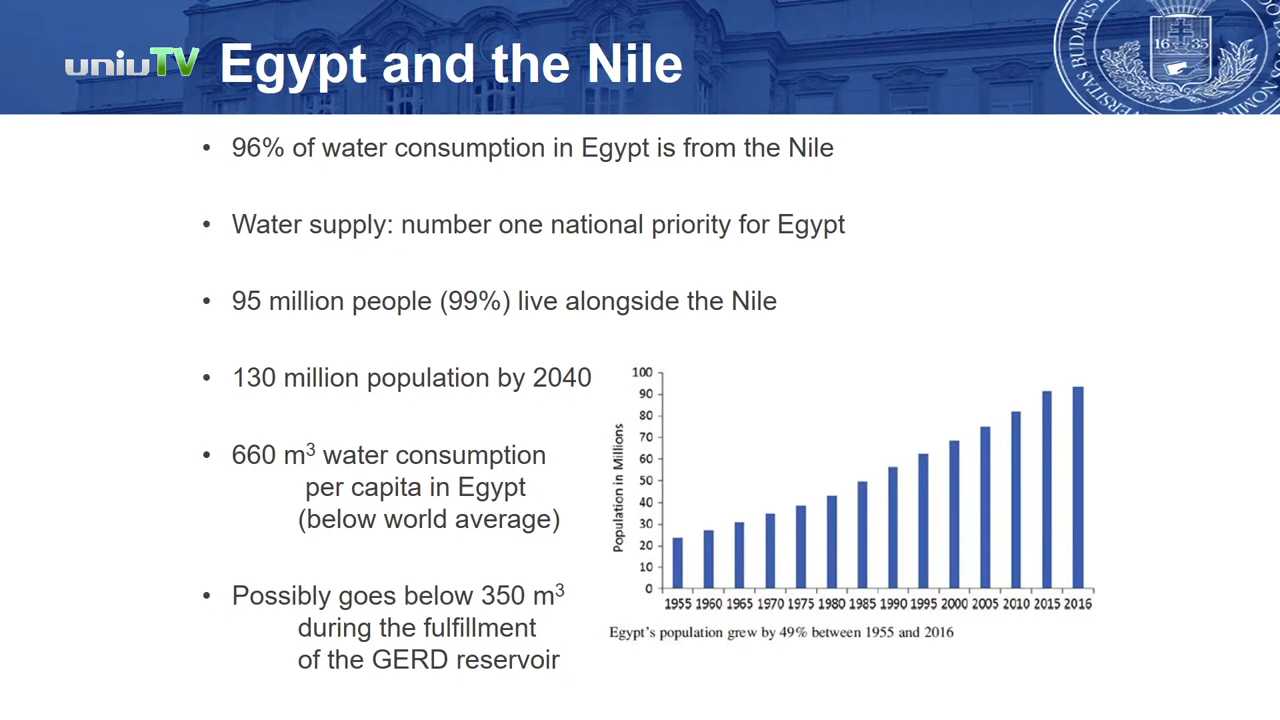 uniuTV
Egypt and the Nile
16 35
BUDAPES
• 96% of water consumption in Egypt is from the Nile
• Water supply: number one national priority for Egypt
• 95 million people (99%) live alongside the Nile
• 130 million population by 2040
• 660 m³ water consumption
per capita in Egypt
(below world average)
• Possibly goes below 350 m³
during the fulfillment
of the GERD reservoir
Population in Millions
100
90
80
70
60
50
40
30
20
10
0
1955 1960 1965 1970 1975 1980 1985 1990 1995 2000 2005 2010 2015 2016
Egypt's population grew by 49% between 1955 and 2016